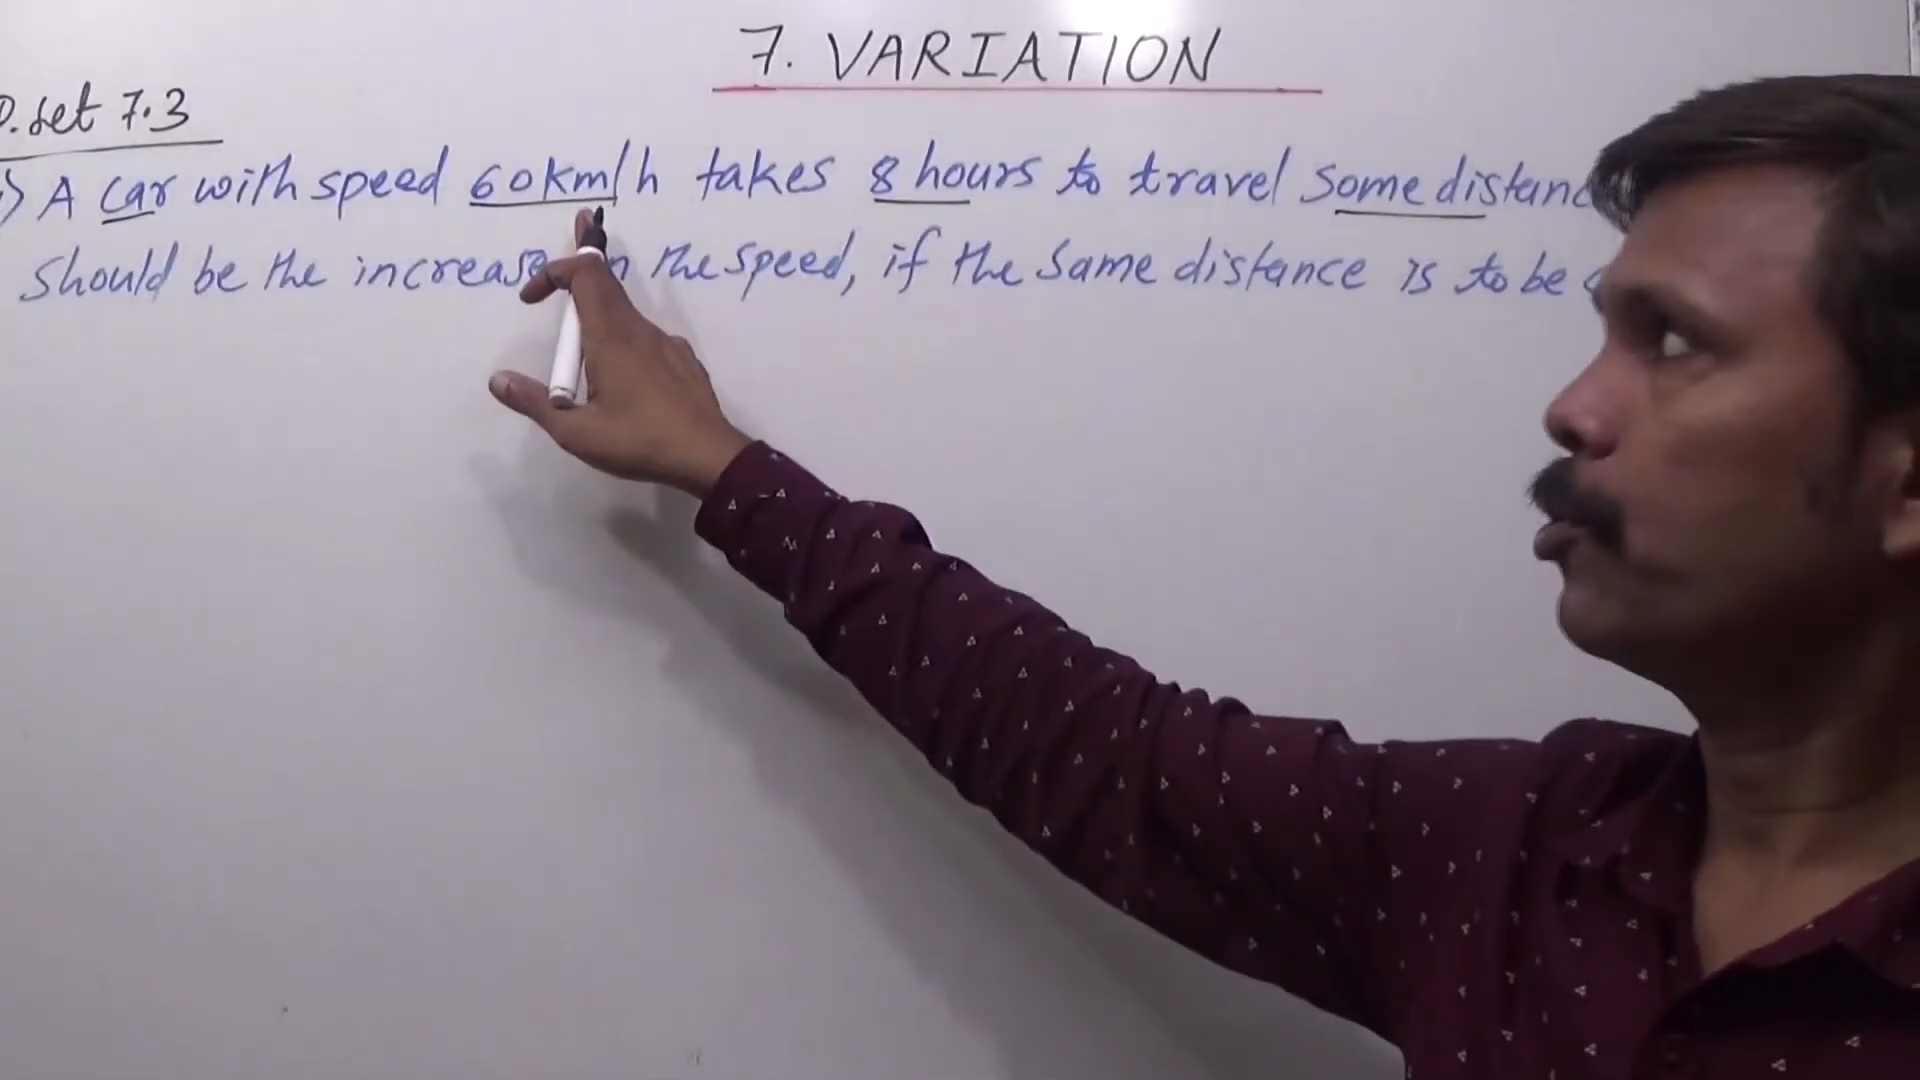 7. VARIATION
P.set 7.3
A car with speed 60km/h takes 8 hours to travel some distanc
should be the increase in the speed, if the same distance is to be